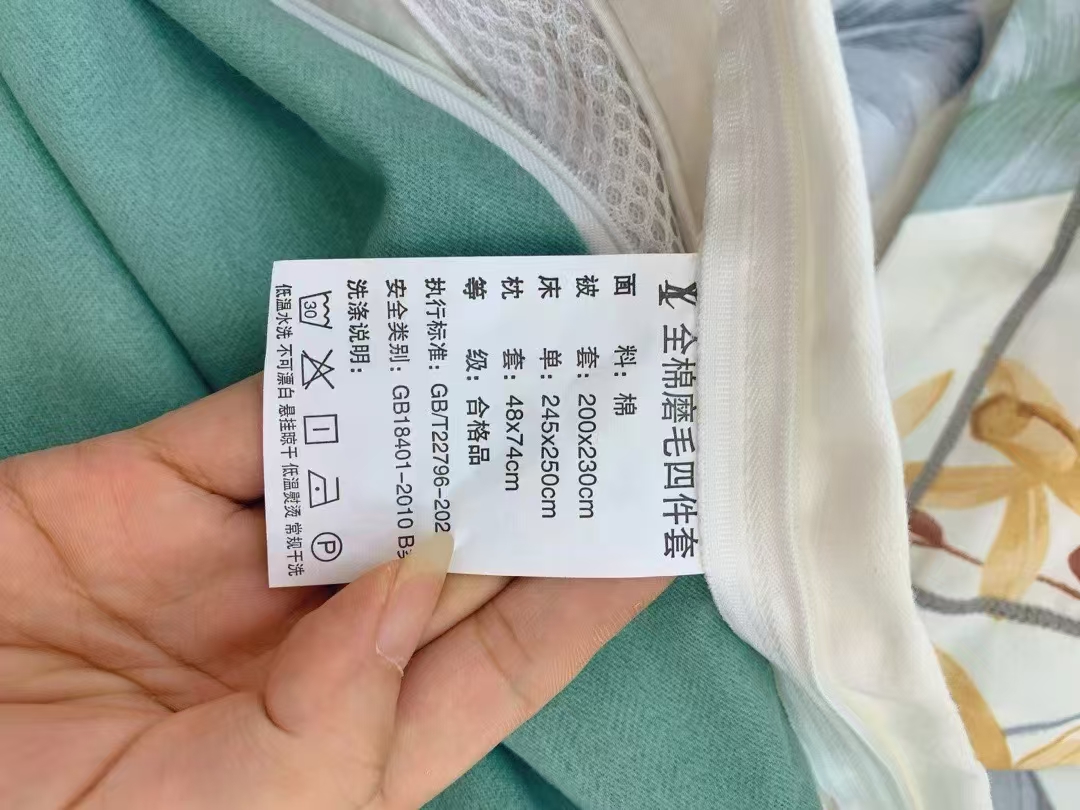 全棉磨毛四件套
面 料：棉
被 套：200x230cm
床 单：245x250cm
枕 套：48x74cm
等 级：合格品
执行标准：GB/T22796-202
安全类别：GB18401-2010 B
洗涤说明：
30 P
低温水洗 不可漂白 悬挂晾干 低温熨烫 常规干洗